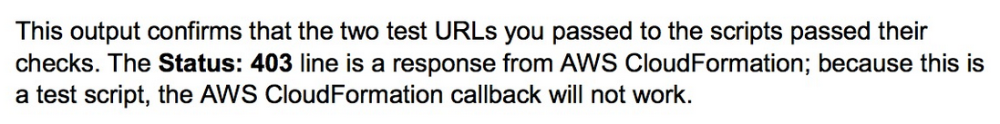 This output confirms that the two test URLs you passed to the scripts passed their
checks. The Status: 403 line is a response from AWS CloudFormation; because this is
a test script, the AWS CloudFormation callback will not work.